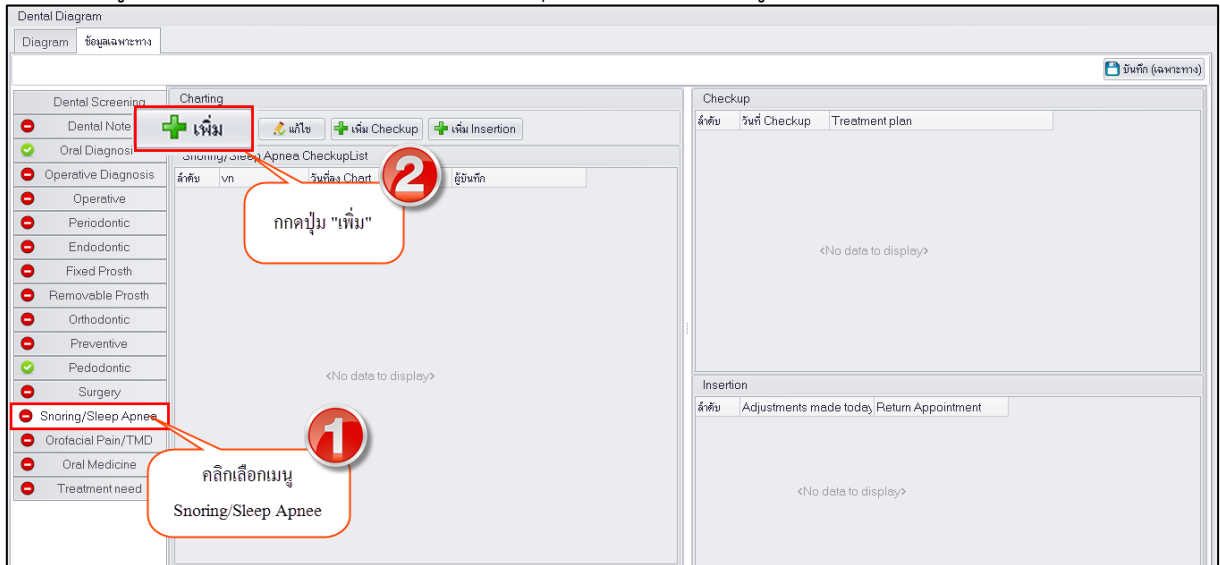 Dental Diagram
Diagram ข้อมูลเฉพาะทาง
บันทึก (เฉพาะทาง)
Dental Screening
Dental Note
Oral Diagnosi
Operative Diagnosis
Operative
Periodontic
Endodontic
Fixed Prosth
Removable Prosth
Orthodontic
Preventive
Pedodontic
Surgery
Snoring/Sleep Apnee
Orofacial Pain/TMD
Oral Medicine
Treatment need
Charting
เพิ่ม แก้ไข เพิ่ม Checkup เพิ่ม Insertion
Snoring/Sleep Apnea CheckupList
ลำดับ vn วันที่ลง Chart ผู้บันทึก
2
กกดปุ่ม "เพิ่ม"
<No data to display>
1
คลิกเลือกเมนู
Snoring/Sleep Apnee
Checkup
ลำดับ วันที่ Checkup Treatment plan
<No data to display>
Insertion
ลำดับ Adjustments made today Return Appointment
<No data to display>